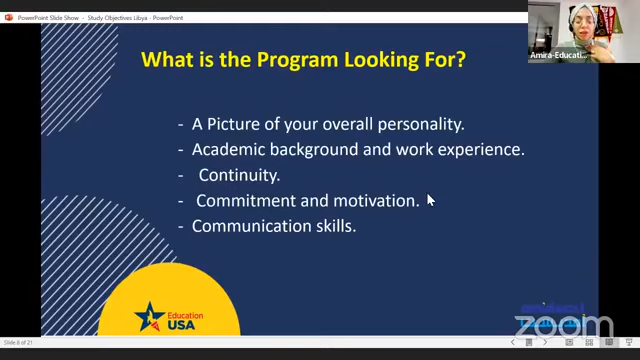 PowerPoint Slide Show - Study Objectives Libya - PowerPoint
Amira-Educati...
What is the Program Looking For?
- A Picture of your overall personality.
- Academic background and work experience.
- Continuity.
- Commitment and motivation.
- Communication skills.
Education
USA
zoom
Slide 8 of 21